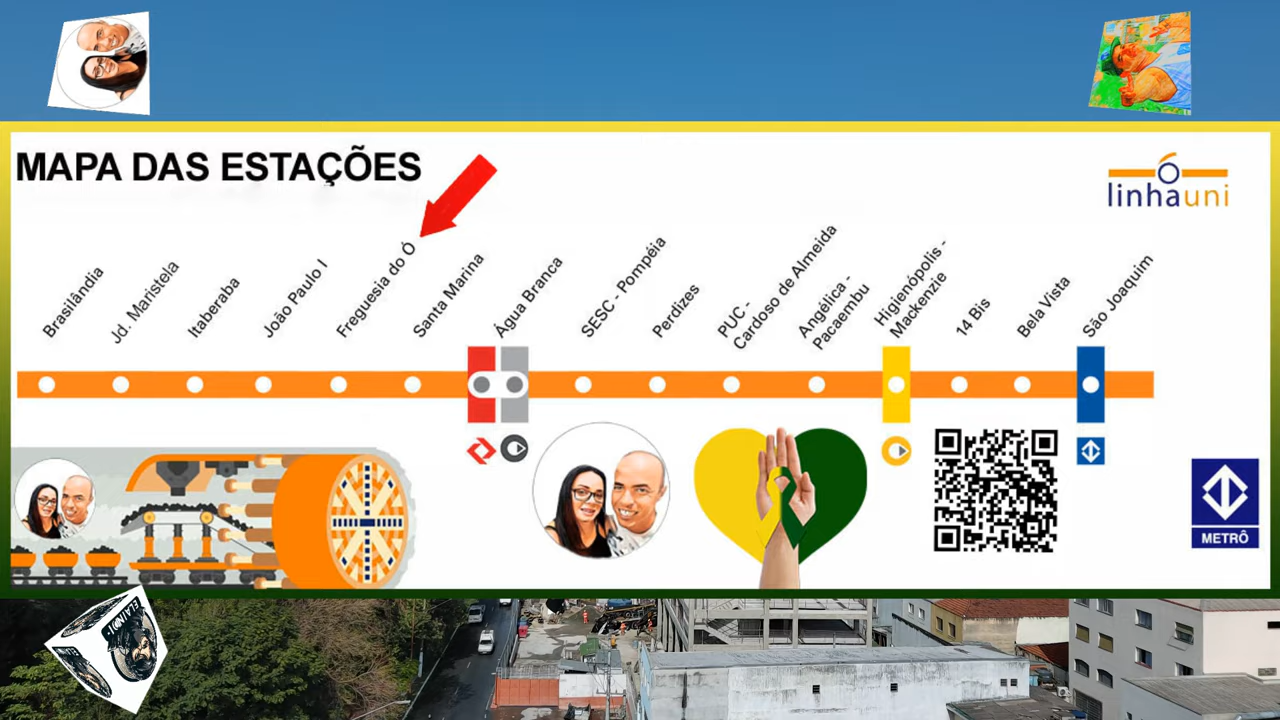 MAPA DAS ESTAÇÕES
linhauni
Brasilândia
Jd. Maristela
Itaberaba
João Paulo I
Freguesia do Ó
Santa Marina
Água Branca
SESC - Pompéia
Perdizes
PUC -
Cardoso de Almeida
Angélica -
Pacaembu
Higienópolis -
Mackenzie
14 Bis
Bela Vista
São Joaquim
METRÔ